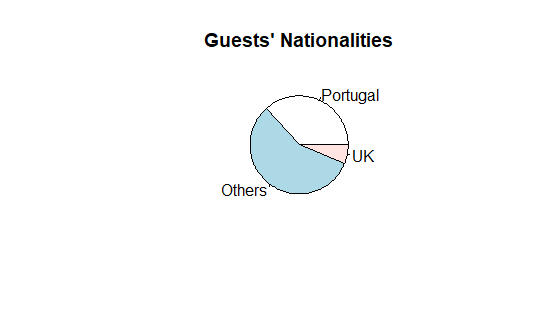 Guests' Nationalities
Portugal
UK
Others